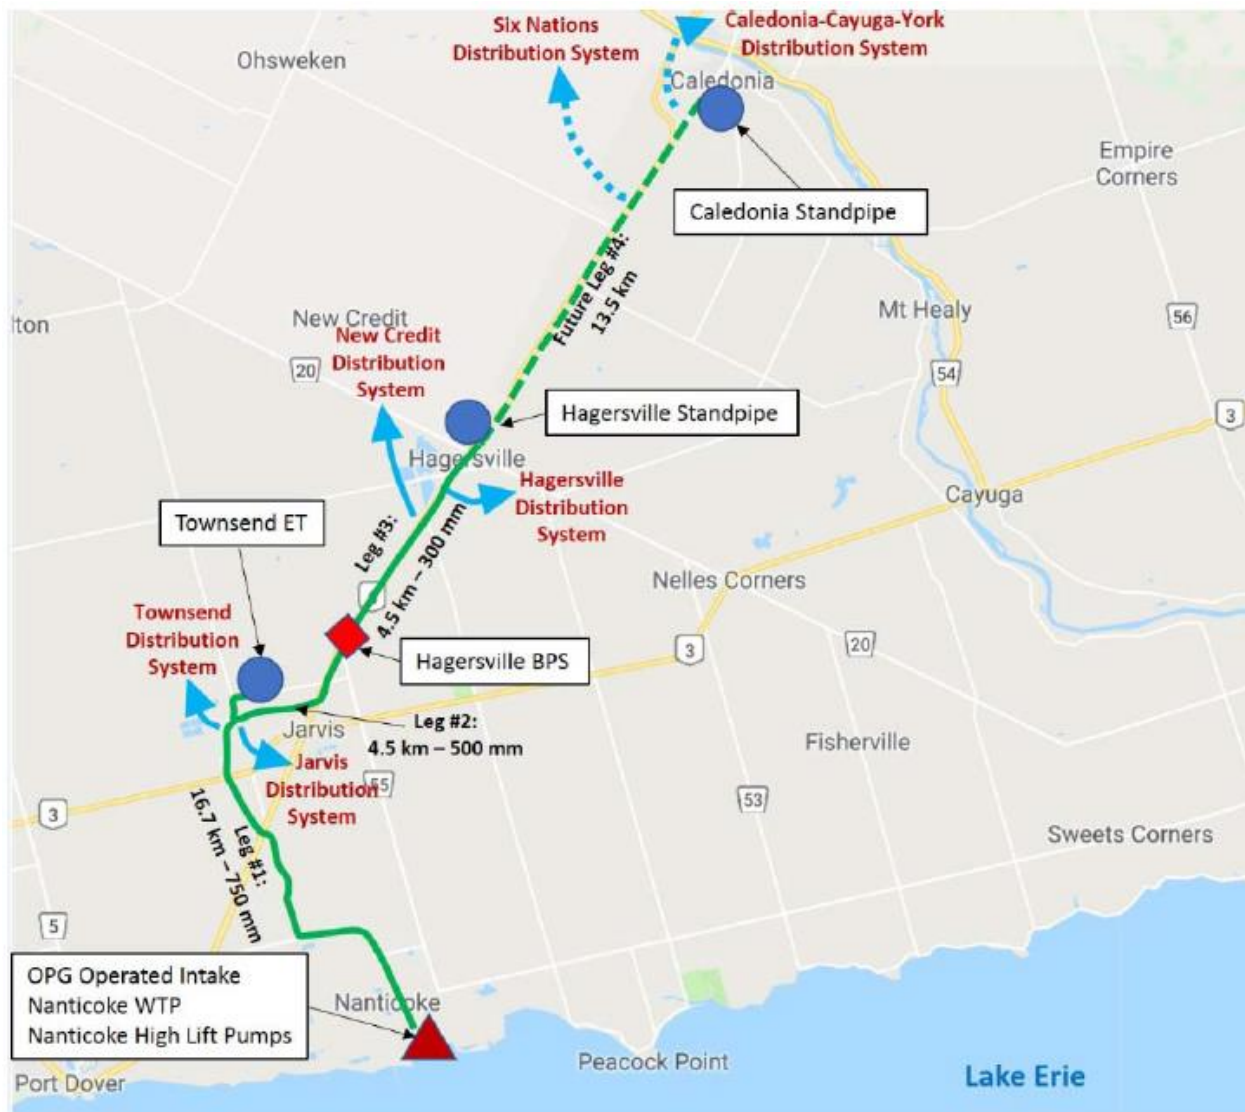 Six Nations
Distribution System
Caledonia-Cayuga-York
Distribution System
Ohsweken
Caledonia
Empire
Corners
Caledonia Standpipe
Future Leg #4:
13.5 km
Mt Healy
lton
New Credit
New Credit
Distribution
System
20
56
54
3
Hagersville Standpipe
Hagersville
Hagersville
Distribution
System
Cayuga
Townsend ET
Leg #3:
4.5 km – 300 mm
Nelles Corners
Townsend
Distribution
System
3
20
Hagersville BPS
Jarvis
Leg #2:
4.5 km – 500 mm
Fisherville
Jarvis
Distribution
System
55
53
3
Leg #1:
16.7 km – 750 mm
Sweets Corners
5
OPG Operated Intake
Nanticoke WTP
Nanticoke High Lift Pumps
Nanticoke
Peacock Point
Lake Erie
Port Dover